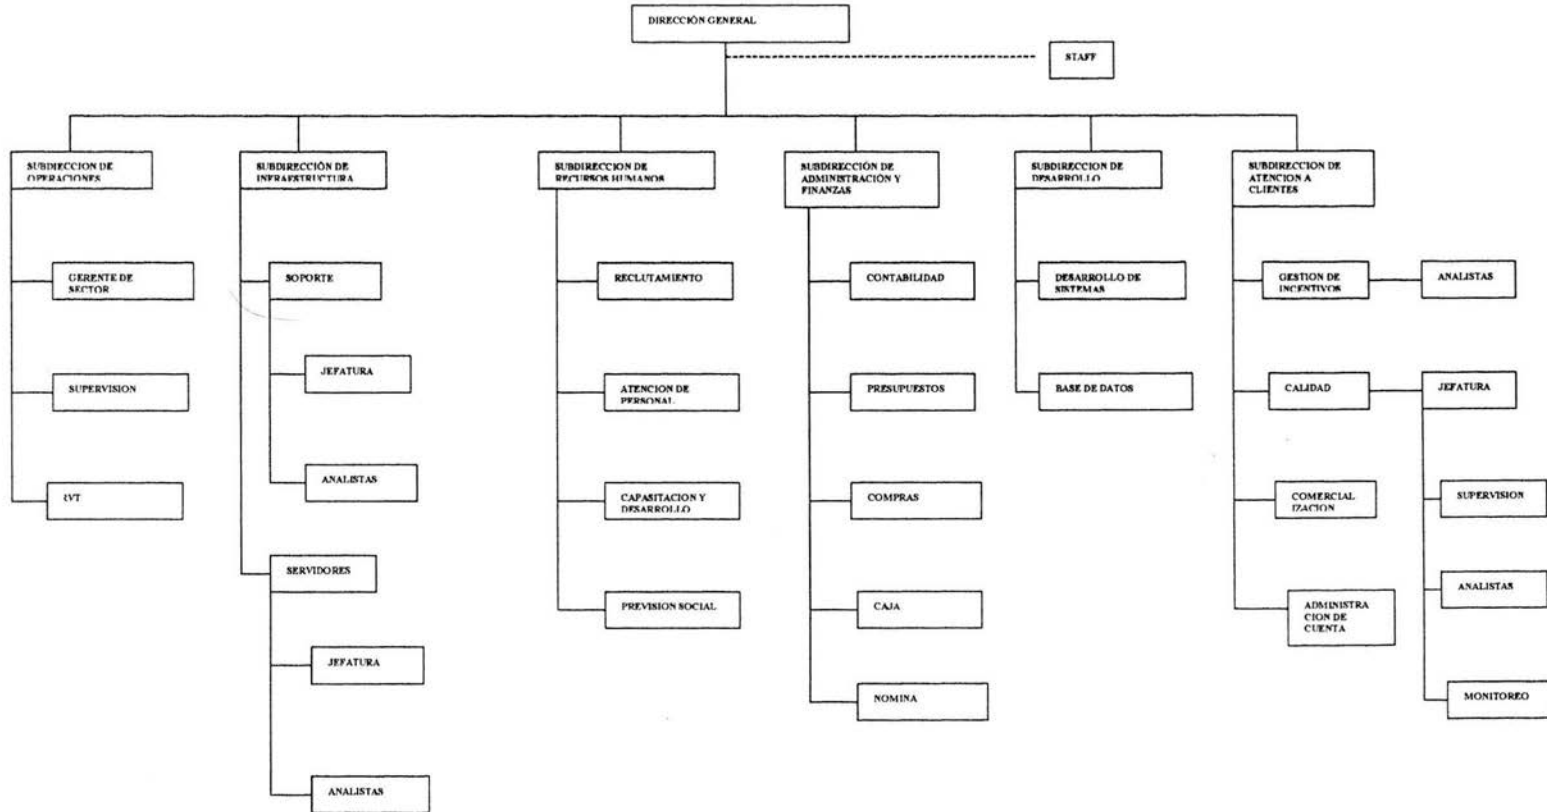 DIRECCIÓN GENERAL
STAFF
SUBDIECCION DE
OPERACIONES
SUBDIRECCIÓN DE
INFRAESTRUCTURA
SUBDIRECCION DE
RECURSOS HUMANOS
SUBDIRECCIÓN DE
ADMINISTRACIÓN Y
FINANZAS
SUBDIRECCION DE
DESARROLLO
SUBDIRECCION DE
ATENCION A
CLIENTES
GERENTE DE
SECTOR
SOPORTE
RECLUTAMIENTO
CONTABILIDAD
DESARROLLO DE
SISTEMAS
GESTION DE
INCENTIVOS
ANALISTAS
SUPERVISION
JEFATURA
ATENCION DE
PERSONAL
PRESUPUESTOS
BASE DE DATOS
CALIDAD
JEFATURA
RVT
ANALISTAS
CAPASITACION Y
DESARROLLO
COMPRAS
COMERCIAL
IZACION
SUPERVISION
SERVIDORES
PREVISION SOCIAL
CAJA
ADMINISTRA
CION DE
CUENTA
ANALISTAS
JEFATURA
NOMINA
MONITOREO
ANALISTAS